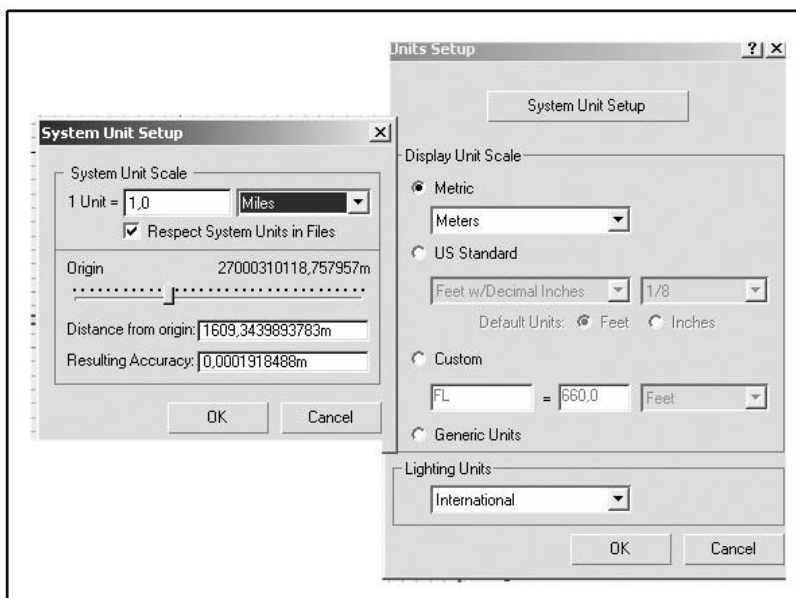 System Unit Setup
System Unit Scale
1 Unit = 1,0 Miles
Respect System Units in Files
Origin 27000310118,757957m
Distance from origin: 1609,3439893783m
Resulting Accuracy: 0,0001918488m
OK Cancel
Units Setup
System Unit Setup
Display Unit Scale
Metric
Meters
US Standard
Feet w/Decimal Inches 1/8
Default Units: Feet Inches
Custom
FL = 660,0 Feet
Generic Units
Lighting Units
International
OK Cancel